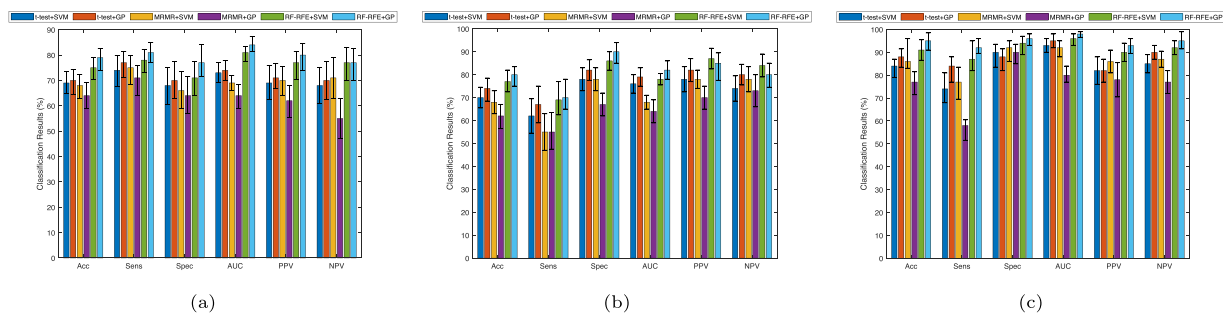 t-test+SVM t-test+GP MRMR+SVM MRMR+GP RF-RFE+SVM RF-RFE+GP
90
80
70
60
50
40
30
20
10
0
Classification Results (%)
Acc Sens Spec AUC PPV NPV
(a)
t-test+SVM t-test+GP MRMR+SVM MRMR+GP RF-RFE+SVM RF-RFE+GP
100
90
80
70
60
50
40
30
20
10
0
Classification Results (%)
Acc Sens Spec AUC PPV NPV
(b)
t-test+SVM t-test+GP MRMR+SVM MRMR+GP RF-RFE+SVM RF-RFE+GP
100
90
80
70
60
50
40
30
20
10
0
Classification Results (%)
Acc Sens Spec AUC PPV NPV
(c)